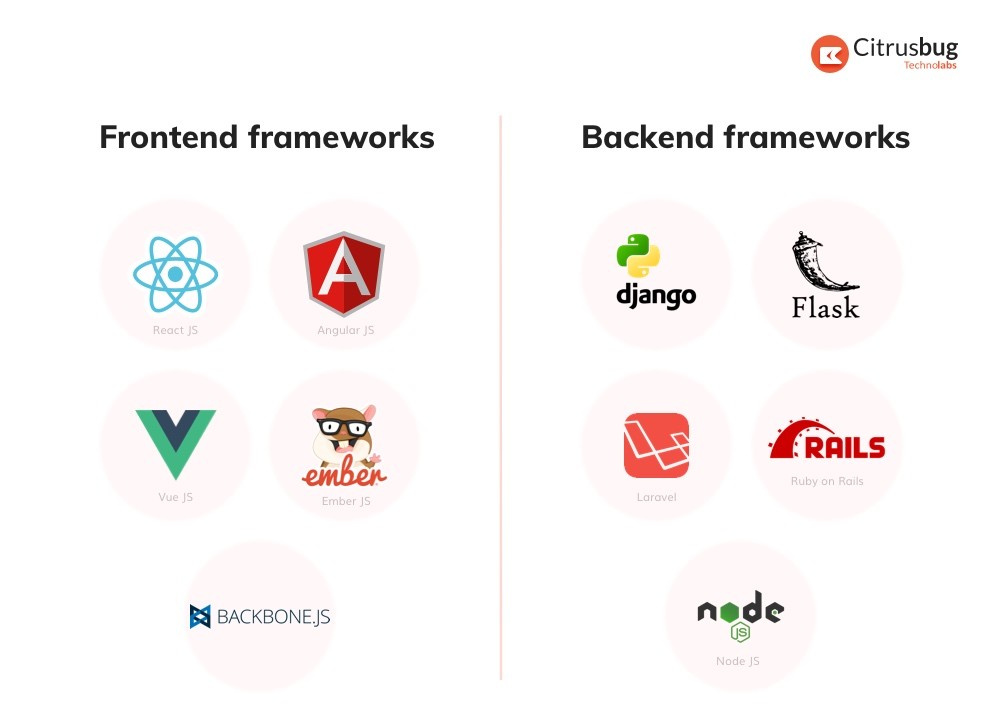 Citrusbug
Technolabs
Frontend frameworks
React JS
Angular JS
Vue JS
ember
Ember JS
BACKBONE.JS
Backend frameworks
django
Flask
Laravel
RAILS
Ruby on Rails
node
JS
Node JS